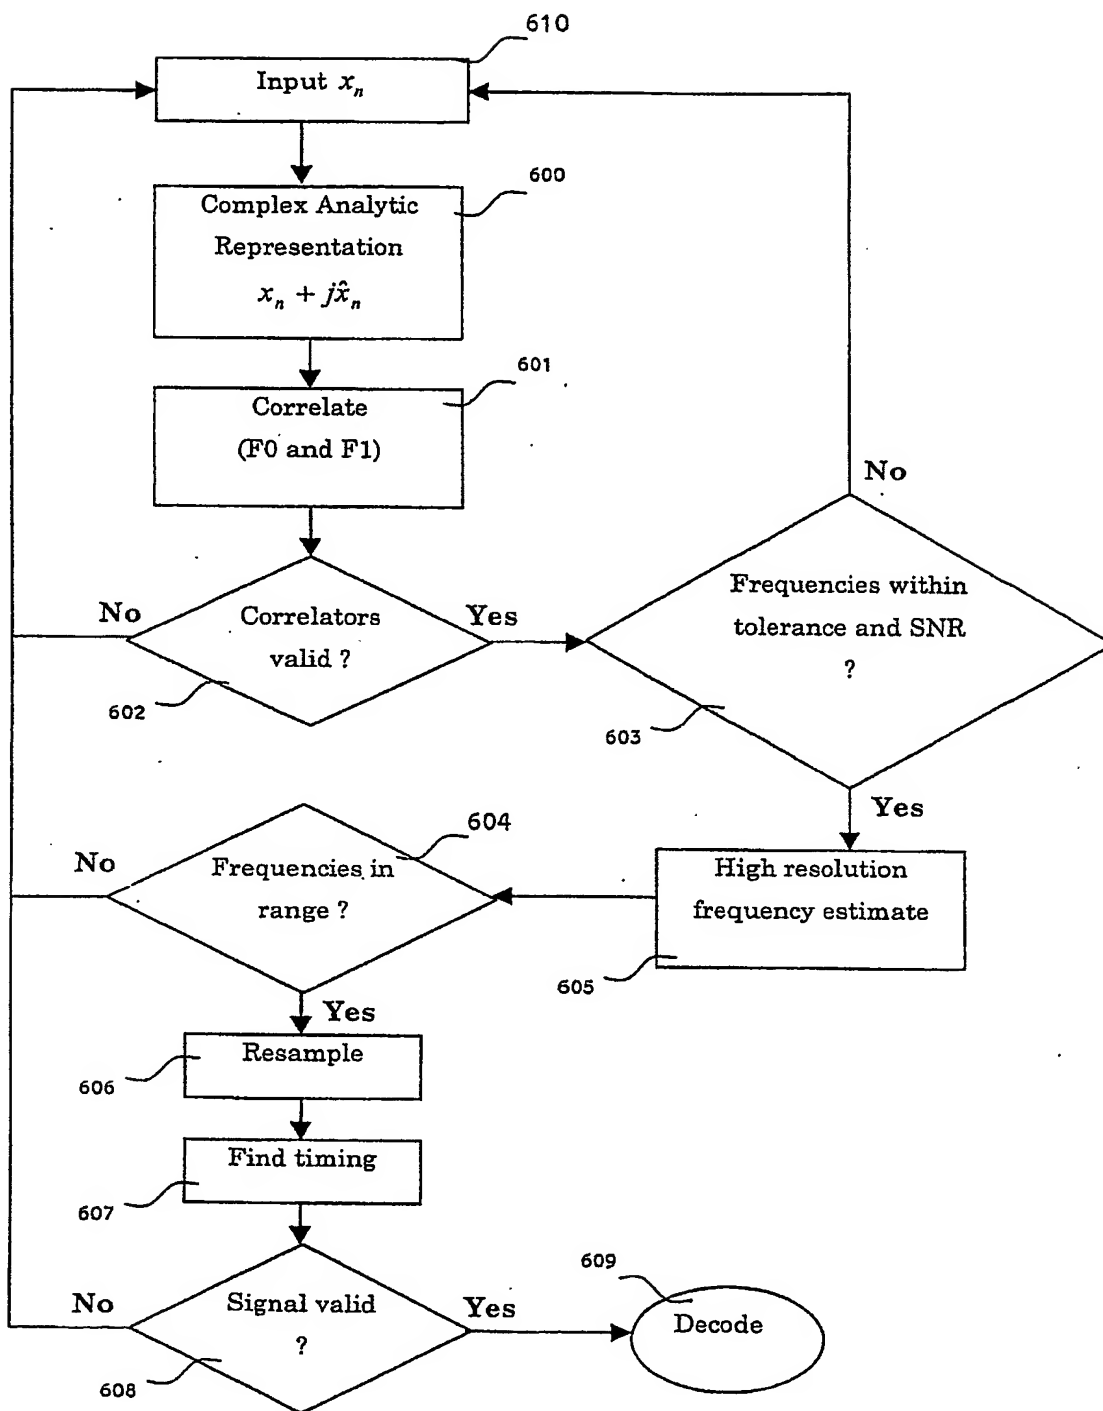 610
Input xₙ
600
Complex Analytic
Representation
xₙ + jx̂ₙ
601
Correlate
(F0 and F1)
No
No
Correlators
valid ?
Yes
602
Frequencies within
tolerance and SNR
?
603
Yes
604
No
Frequencies in
range ?
High resolution
frequency estimate
605
Yes
Resample
606
Find timing
607
609
No
Signal valid
?
Yes
Decode
608